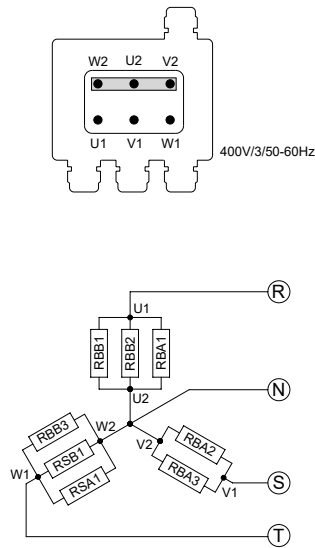 W2 U2 V2
U1 V1 W1
400V/3/50-60Hz
R
U1
RBB1 RBB2 RBA1
U2
N
W2
V2
RBB3
RSB1
RSA1
W1
RBA2
RBA3
V1
S
T